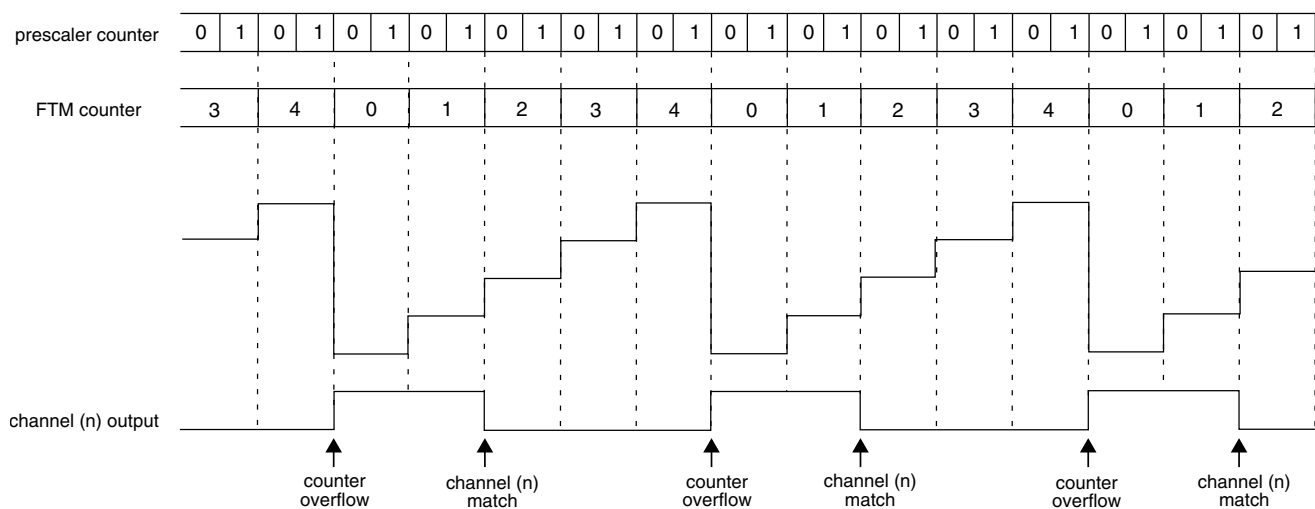 prescaler counter 0 1 0 1 0 1 0 1 0 1 0 1 0 1 0 1 0 1 0 1 0 1 0 1 0 1 0 1 0 1
FTM counter 3 4 0 1 2 3 4 0 1 2 3 4 0 1 2
channel (n) output
counter overflow
channel (n) match
counter overflow
channel (n) match
counter overflow
channel (n) match